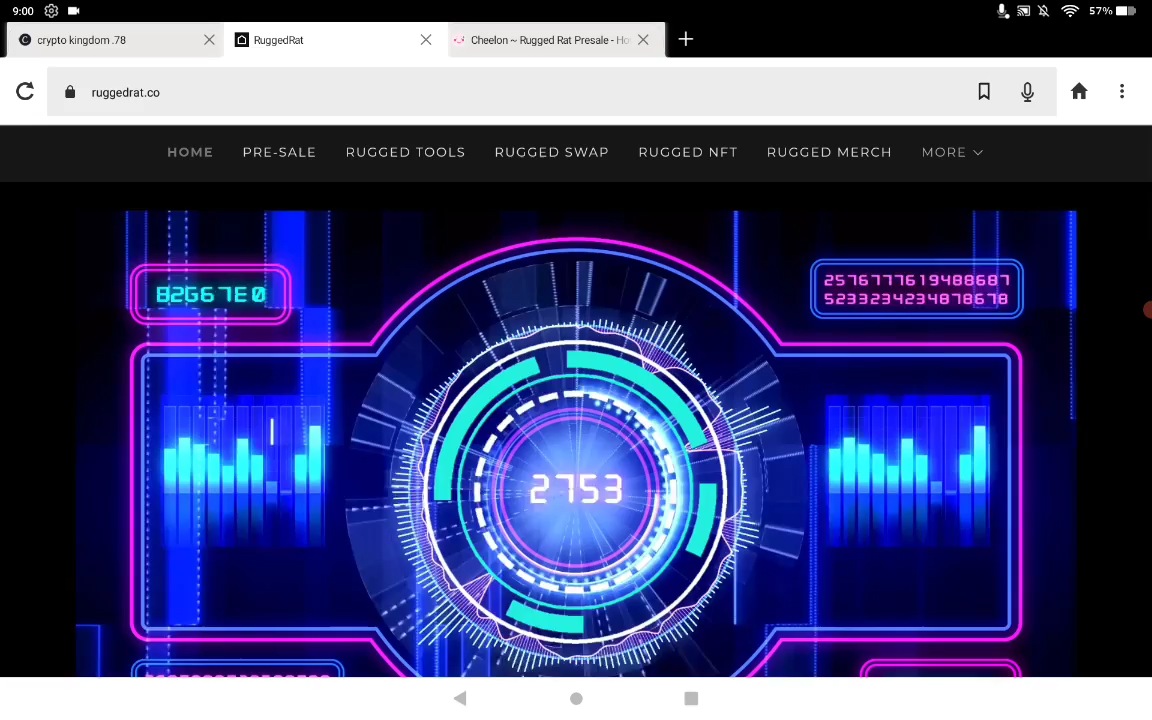 9:00
57%
crypto kingdom .78
RuggedRat
Cheelon ~ Rugged Rat Presale - Ho
ruggedrat.co
HOME PRE-SALE RUGGED TOOLS RUGGED SWAP RUGGED NFT RUGGED MERCH MORE
82G67E0
2576777619488687
5233234234878678
2753